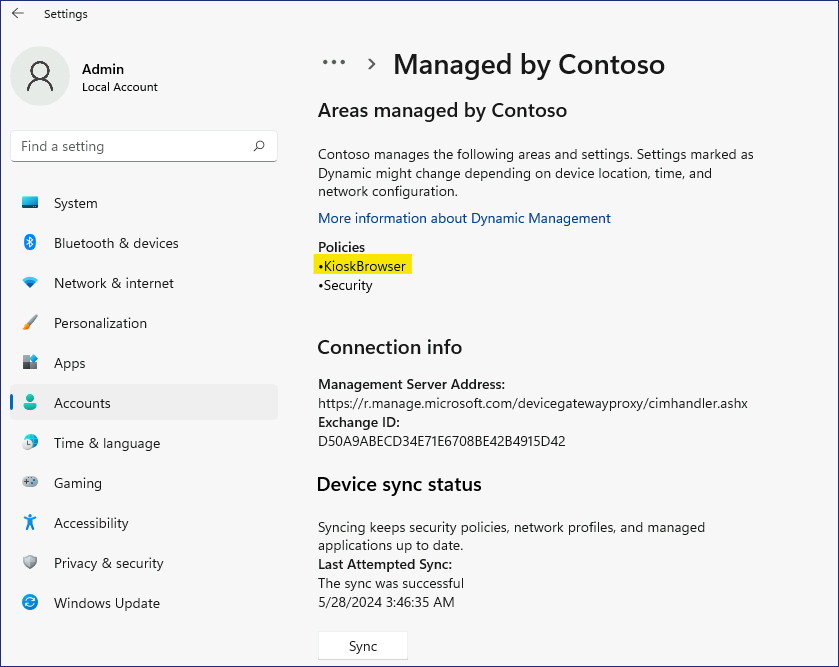 Settings
Admin
Local Account
Find a setting
System
Bluetooth & devices
Network & internet
Personalization
Apps
Accounts
Time & language
Gaming
Accessibility
Privacy & security
Windows Update
··· > Managed by Contoso
Areas managed by Contoso
Contoso manages the following areas and settings. Settings marked as
Dynamic might change depending on device location, time, and
network configuration.
More information about Dynamic Management
Policies
•KioskBrowser
•Security
Connection info
Management Server Address:
https://r.manage.microsoft.com/devicegatewayproxy/cimhandler.ashx
Exchange ID:
D50A9ABECD34E71E6708BE42B4915D42
Device sync status
Syncing keeps security policies, network profiles, and managed
applications up to date.
Last Attempted Sync:
The sync was successful
5/28/2024 3:46:35 AM
Sync